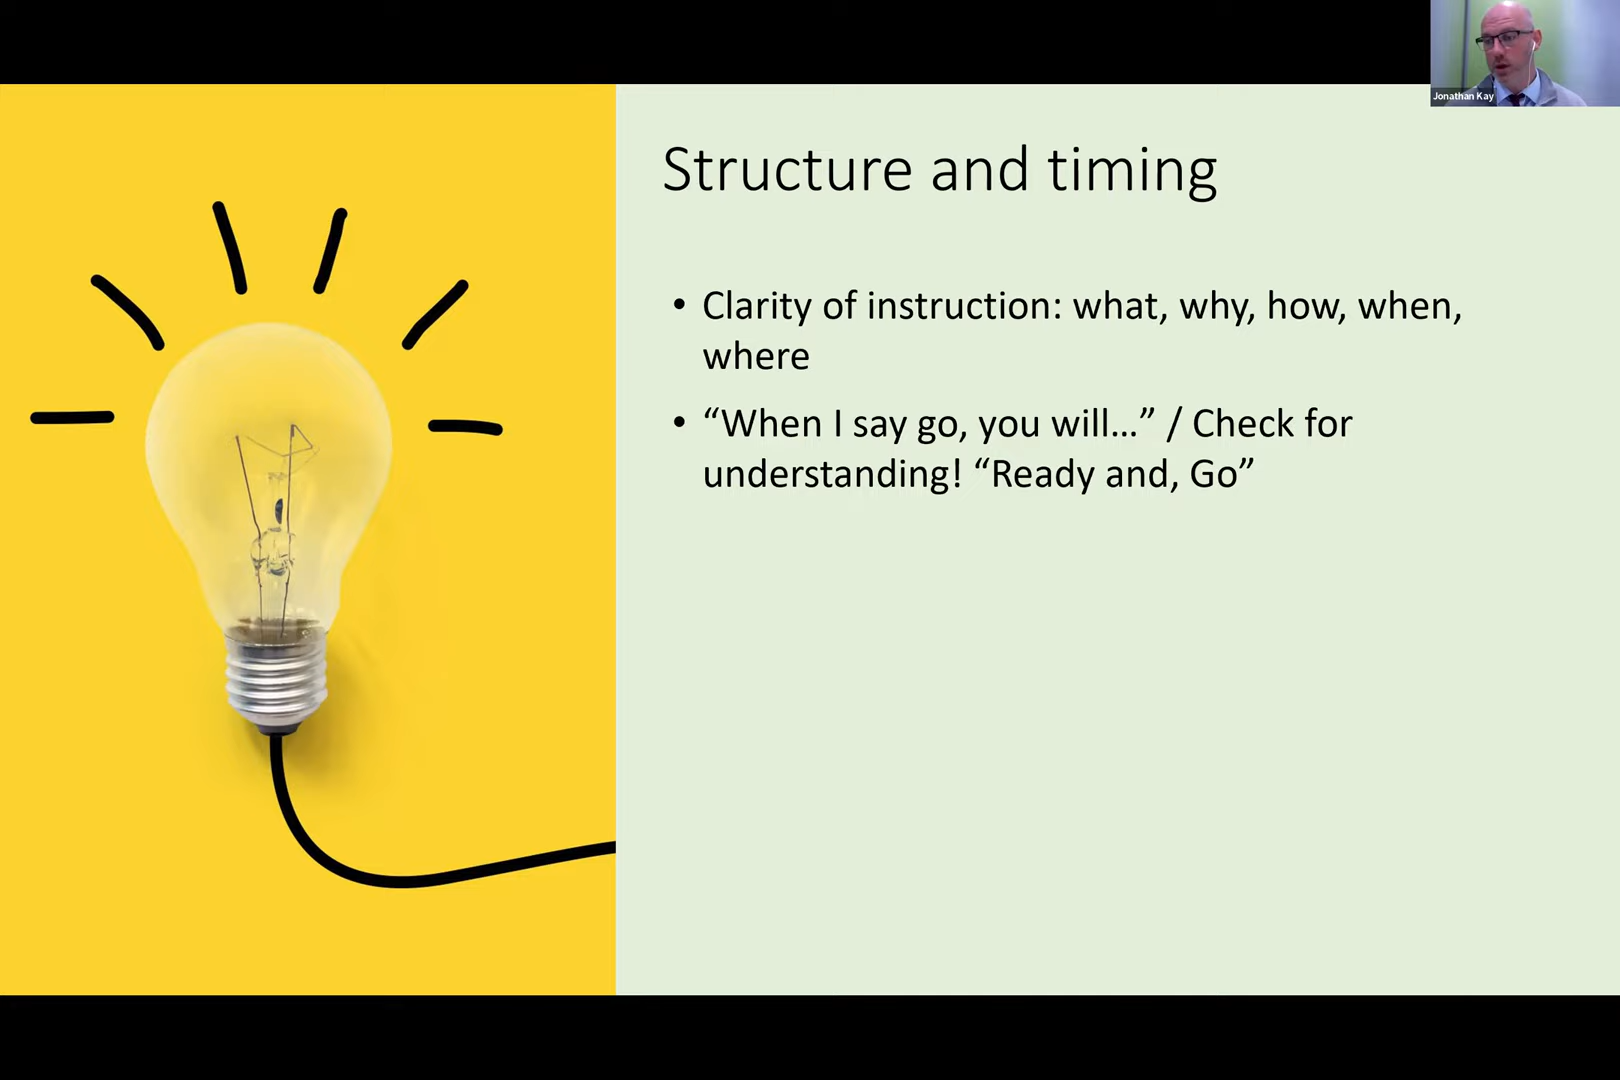 Jonathan Kay
Structure and timing
• Clarity of instruction: what, why, how, when,
where
• “When I say go, you will…” / Check for
understanding! “Ready and, Go”